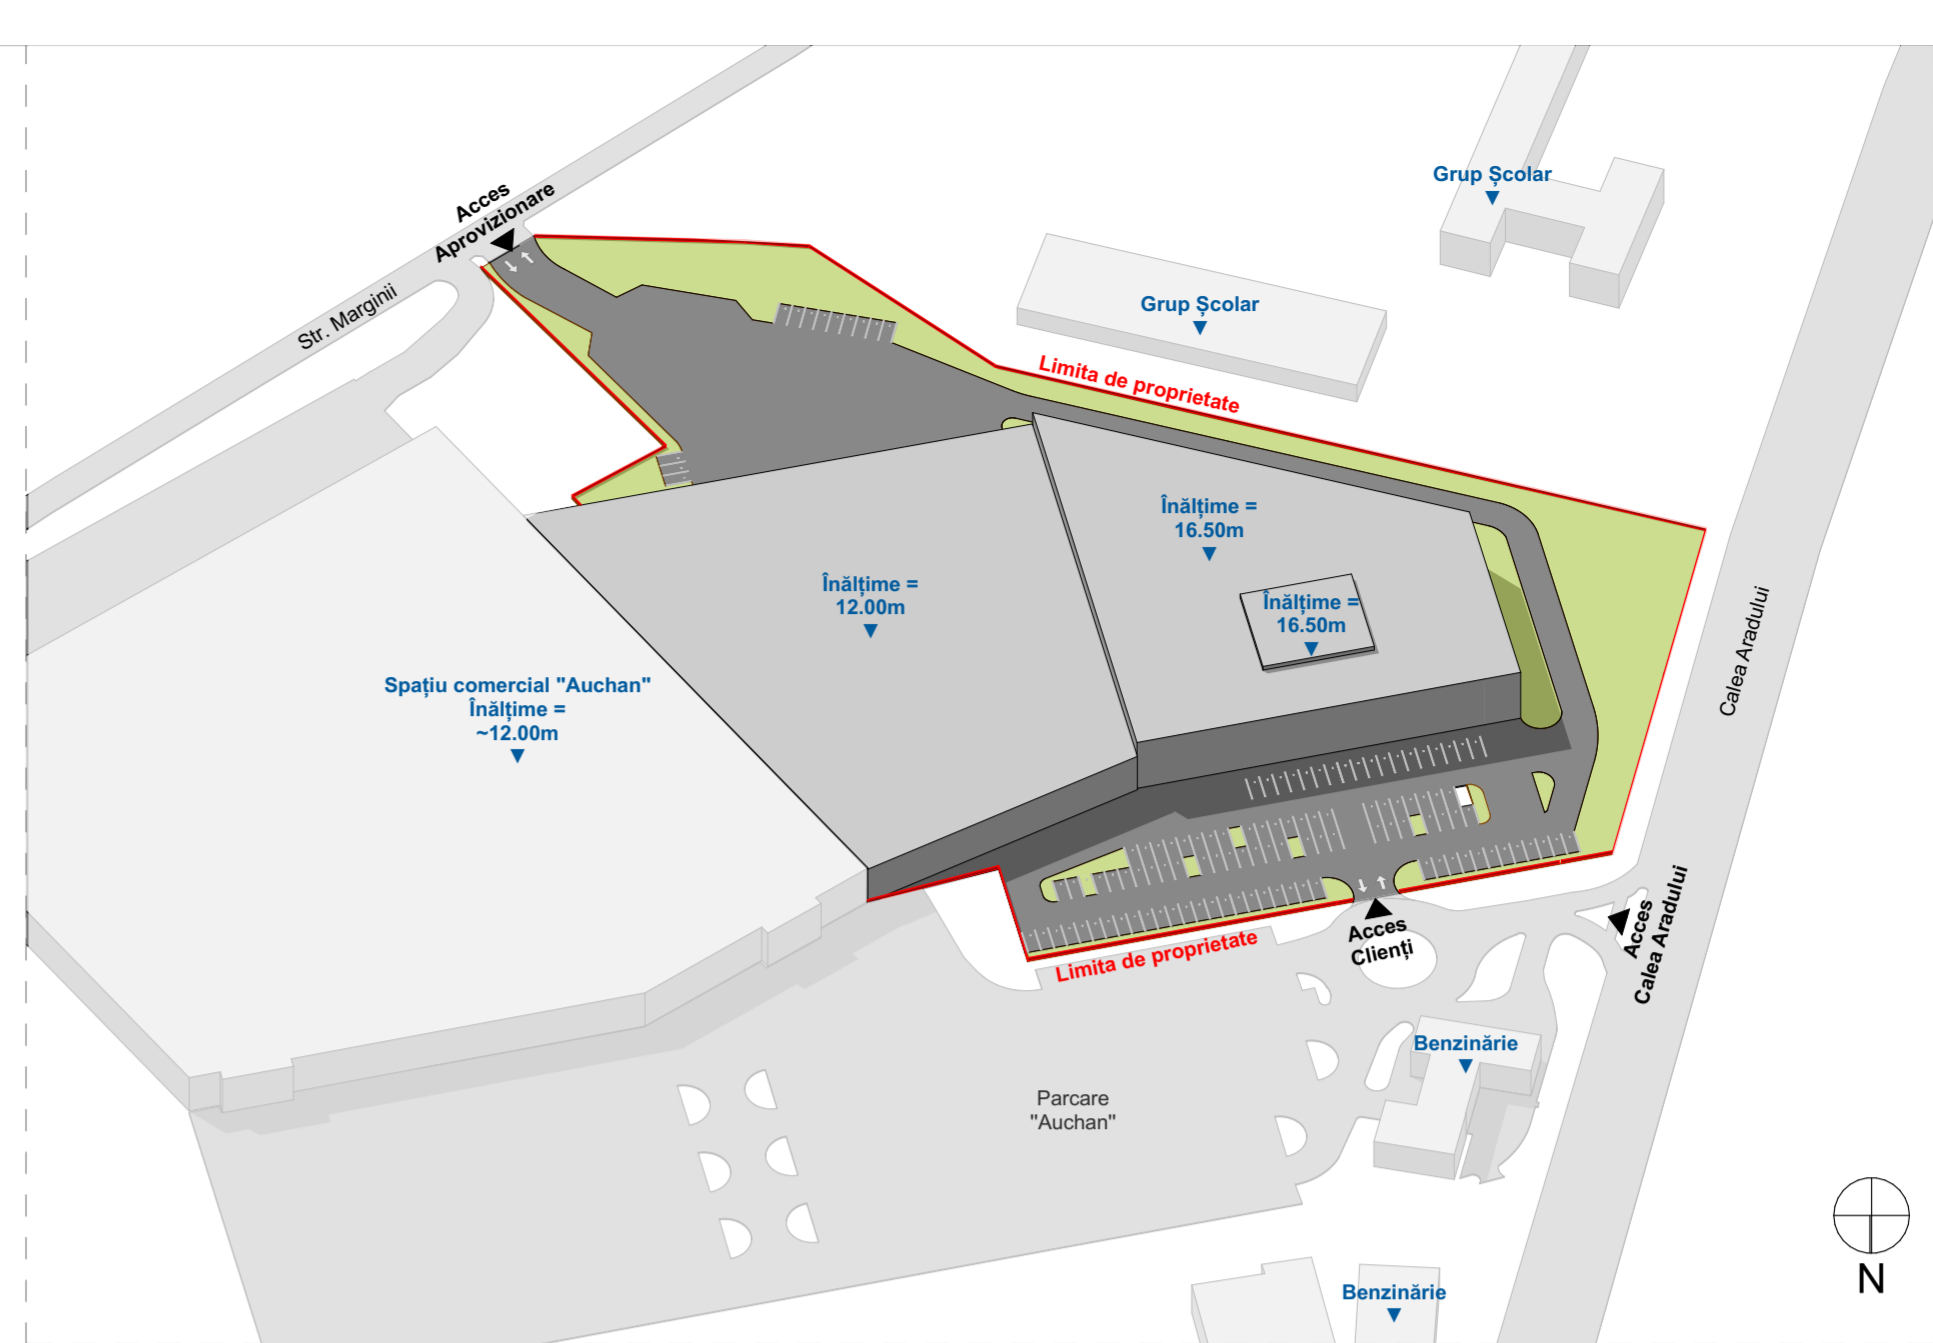 Grup Școlar
Acces
Aprovizionare
Str. Marginii
Grup Școlar
Limita de proprietate
Înălțime =
16.50m
Înălțime =
12.00m
Înălțime =
16.50m
Calea Aradului
Spațiu comercial "Auchan"
Înălțime =
~12.00m
Acces
Clienți
Limita de proprietate
Acces
Calea Aradului
Benzinărie
Parcare
"Auchan"
Benzinărie
N